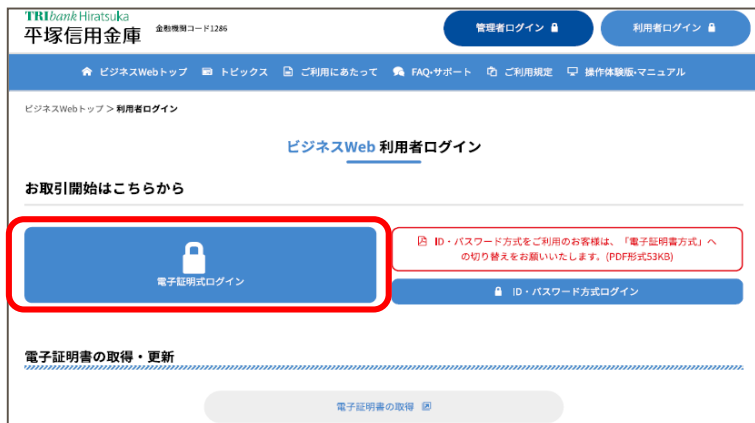 TRIbank Hiratsuka
平塚信用金庫 金融機関コード1286
管理者ログイン
利用者ログイン
ビジネスWebトップ トピックス ご利用にあたって FAQ・サポート ご利用規定 操作体験版・マニュアル
ビジネスWebトップ > 利用者ログイン
ビジネスWeb 利用者ログイン
お取引開始はこちらから
電子証明式ログイン
ID・パスワード方式をご利用のお客様は、「電子証明書方式」へ
の切り替えをお願いいたします。(PDF形式53KB)
ID・パスワード方式ログイン
電子証明書の取得・更新
電子証明書の取得